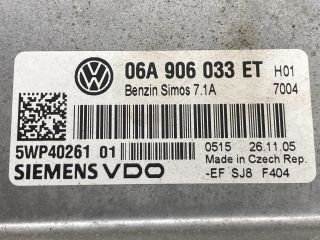 06A 906 033 ET H01
Benzin Simos 7.1A 7004
5WP40261 01 0515 26.11.05
SIEMENS VDO Made in Czech Rep.
-EF SJ8 F404